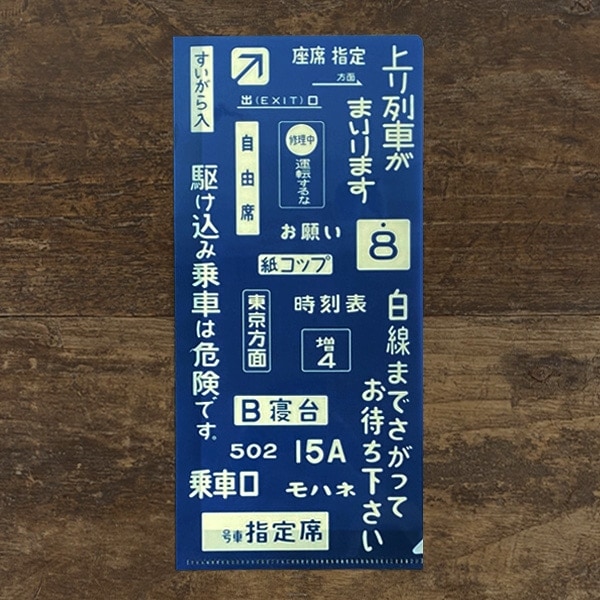 すいがら入
座席 指定
方面
出(EXIT)口
上り列車が
まいります
自由席
修理中
運転するな
駆け込み乗車は危険です。
お願い
8
紙コップ
東京方面
時刻表
増
4
白線までさがって
お待ち下さい
B寝台
502
15A
乗車口
モハネ
号車 指定席